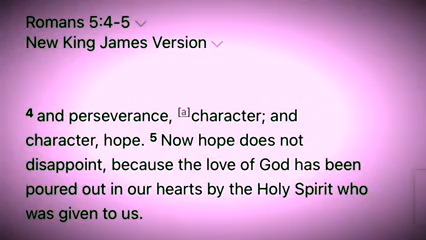 Romans 5:4-5
New King James Version
4 and perseverance, [a]character; and
character, hope. 5 Now hope does not
disappoint, because the love of God has been
poured out in our hearts by the Holy Spirit who
was given to us.